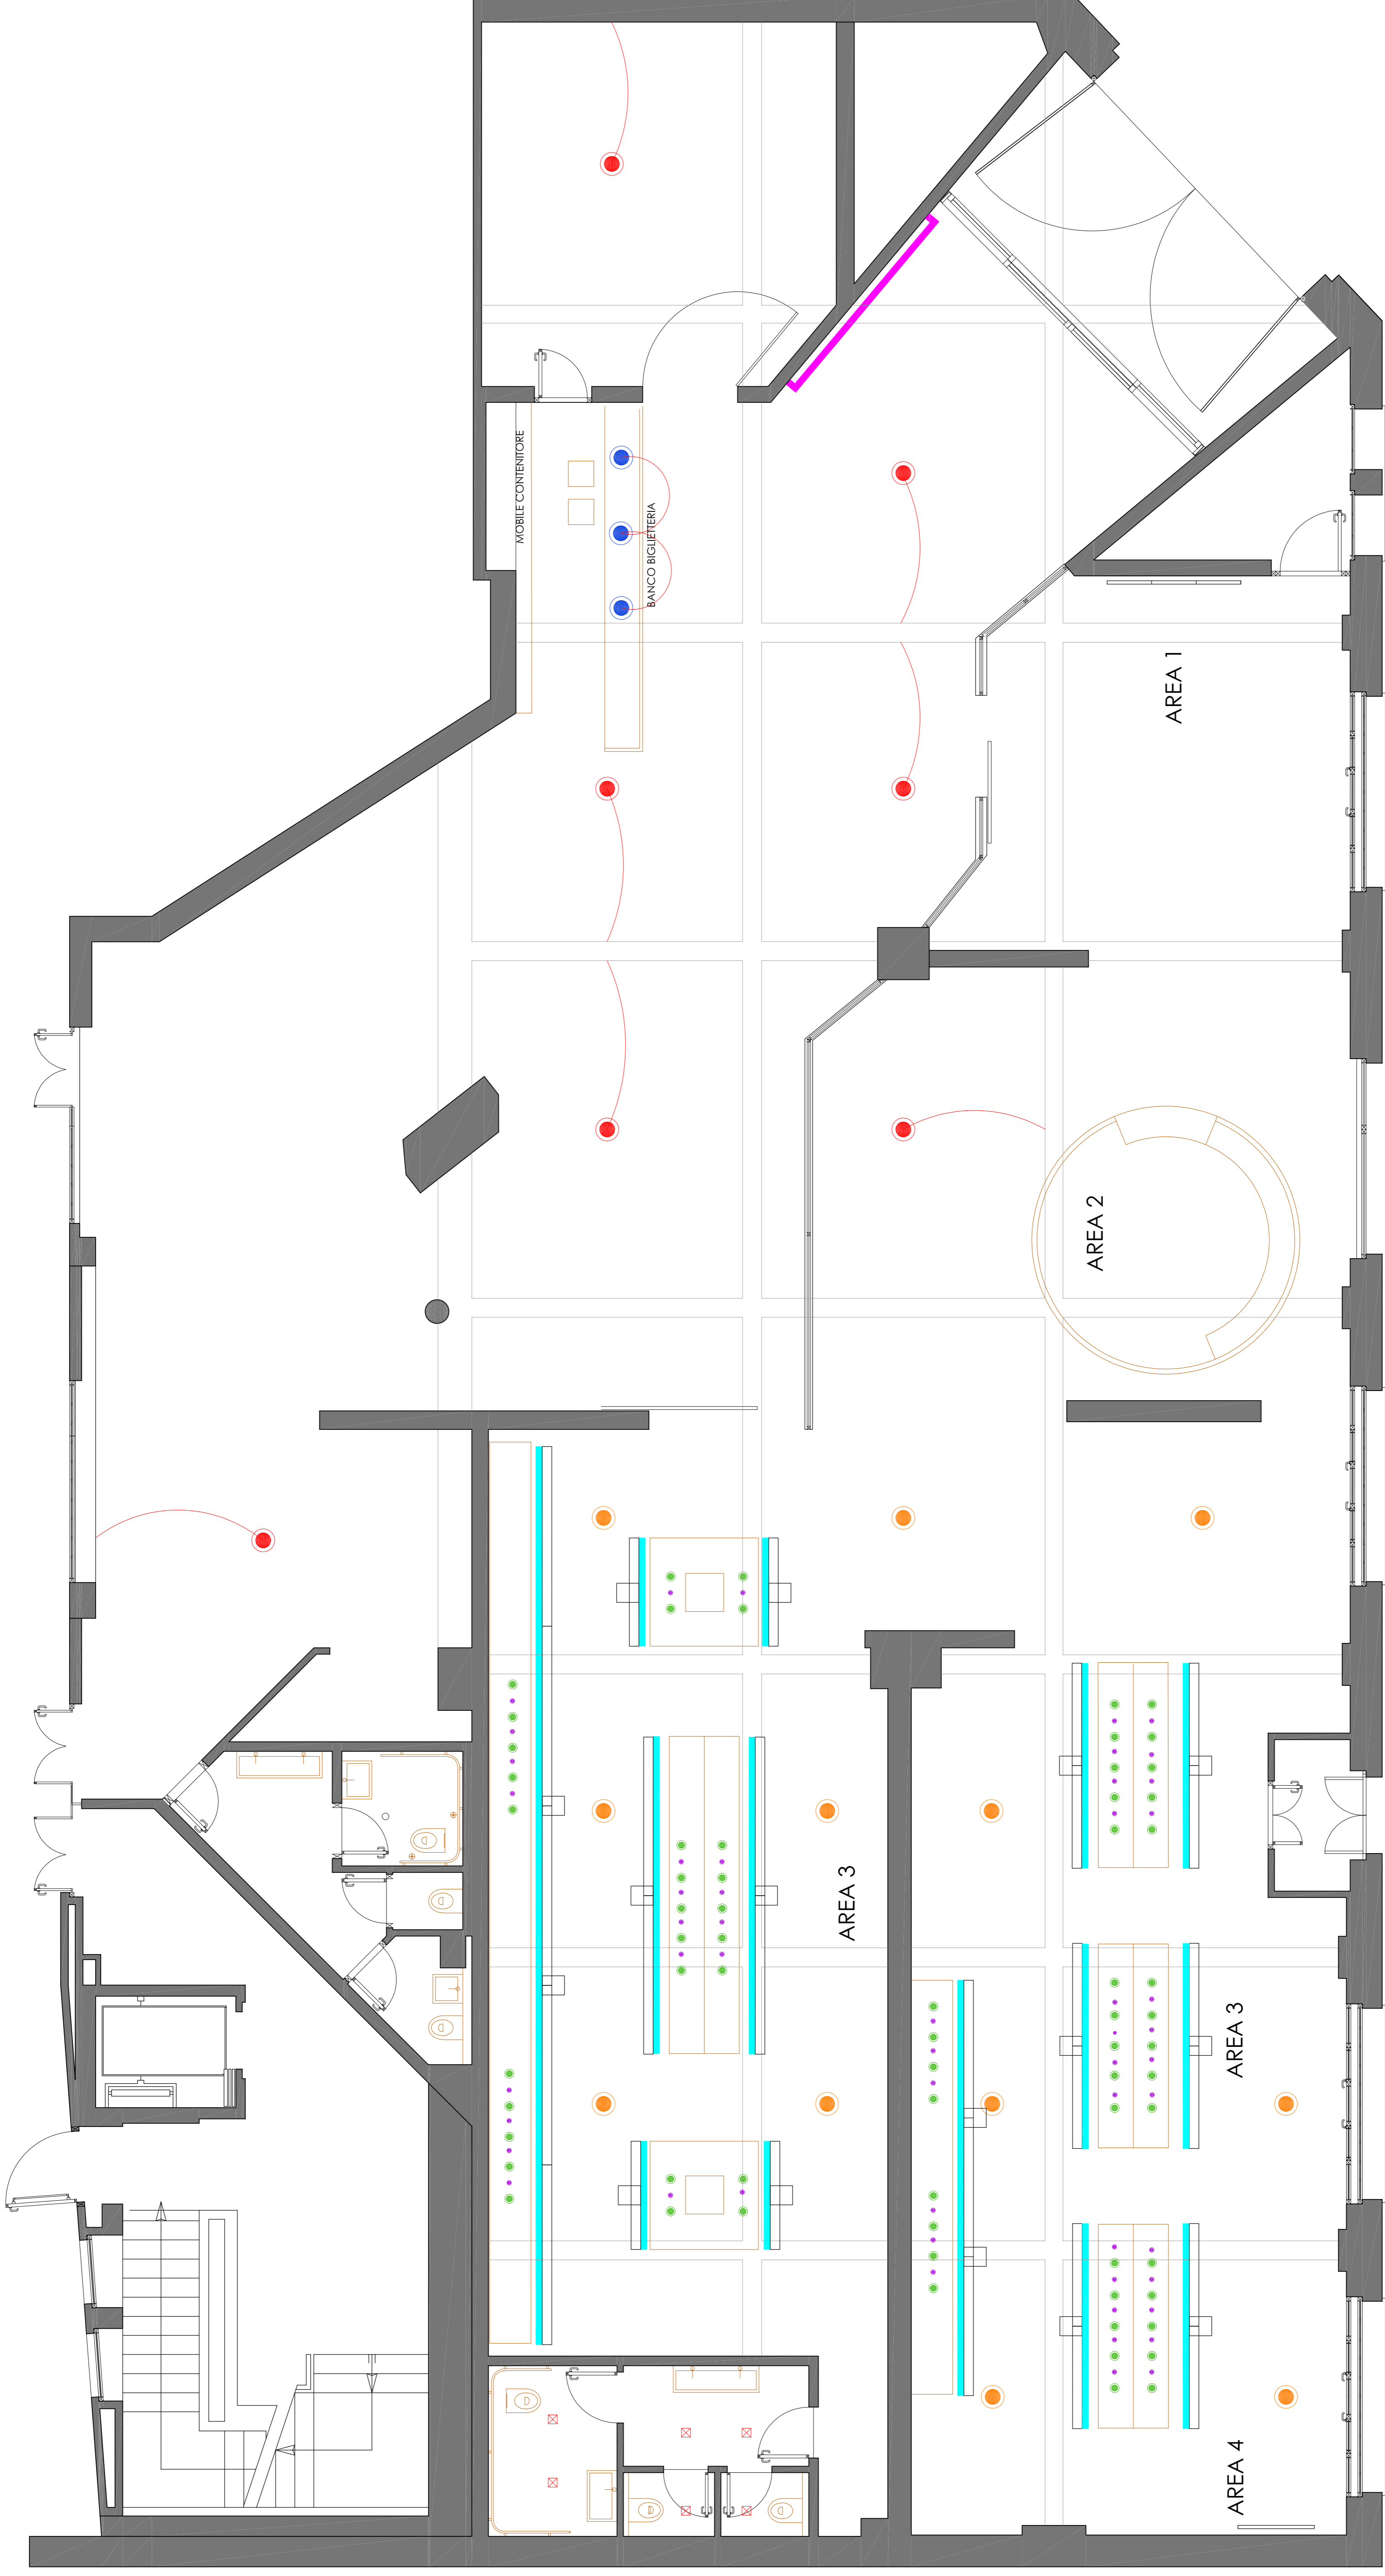 MOBILE CONTENITORE
BANCO BIGLIETTERIA
AREA 1
AREA 2
AREA 3
AREA 3
AREA 4